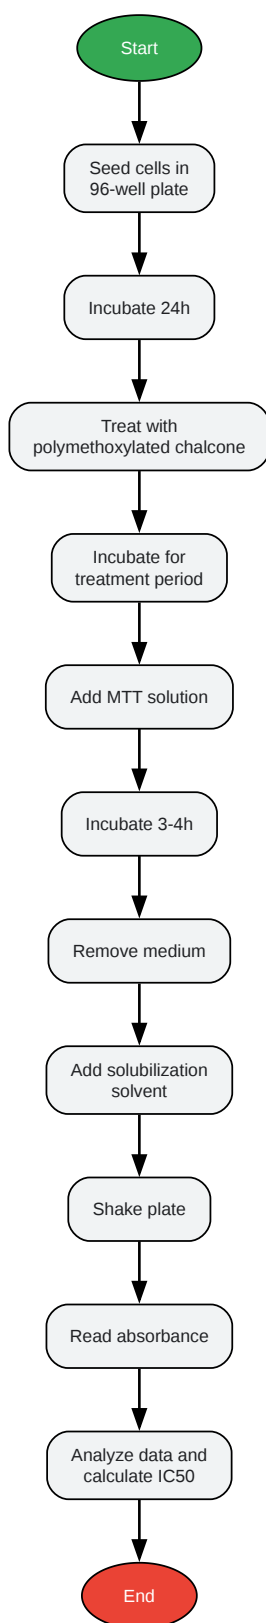 Start
Seed cells in
96-well plate
Incubate 24h
Treat with
polymethoxylated chalcone
Incubate for
treatment period
Add MTT solution
Incubate 3-4h
Remove medium
Add solubilization
solvent
Shake plate
Read absorbance
Analyze data and
calculate IC50
End